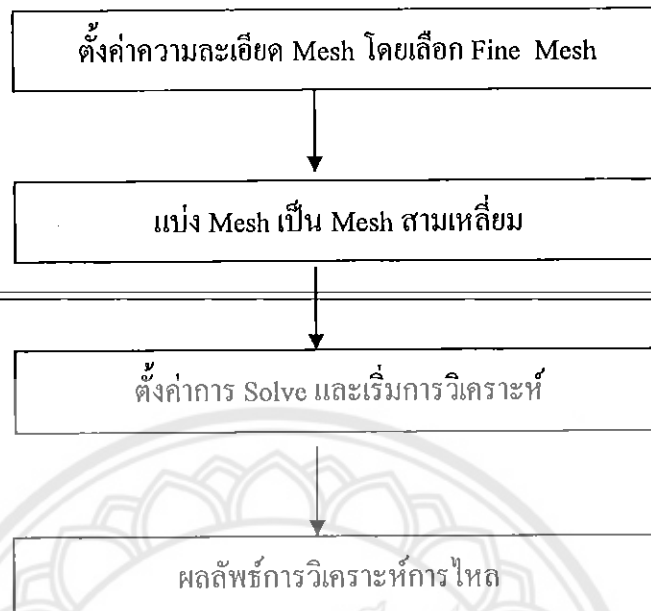 ตั้งค่าความละเอียด Mesh โดยเลือก Fine Mesh
แบ่ง Mesh เป็น Mesh สามเหลี่ยม
ตั้งค่าการ Solve และเริ่มการวิเคราะห์
ผลลัพธ์การวิเคราะห์การไหล